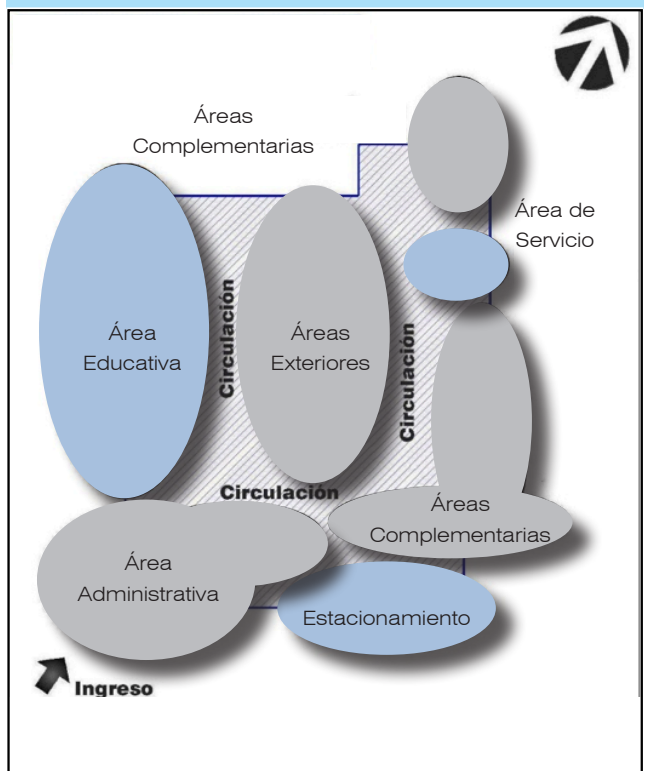 Áreas
Complementarias
Área de
Servicio
Área
Educativa
Circulación
Áreas
Exteriores
Circulación
Circulación
Áreas
Complementarias
Área
Administrativa
Estacionamiento
Ingreso